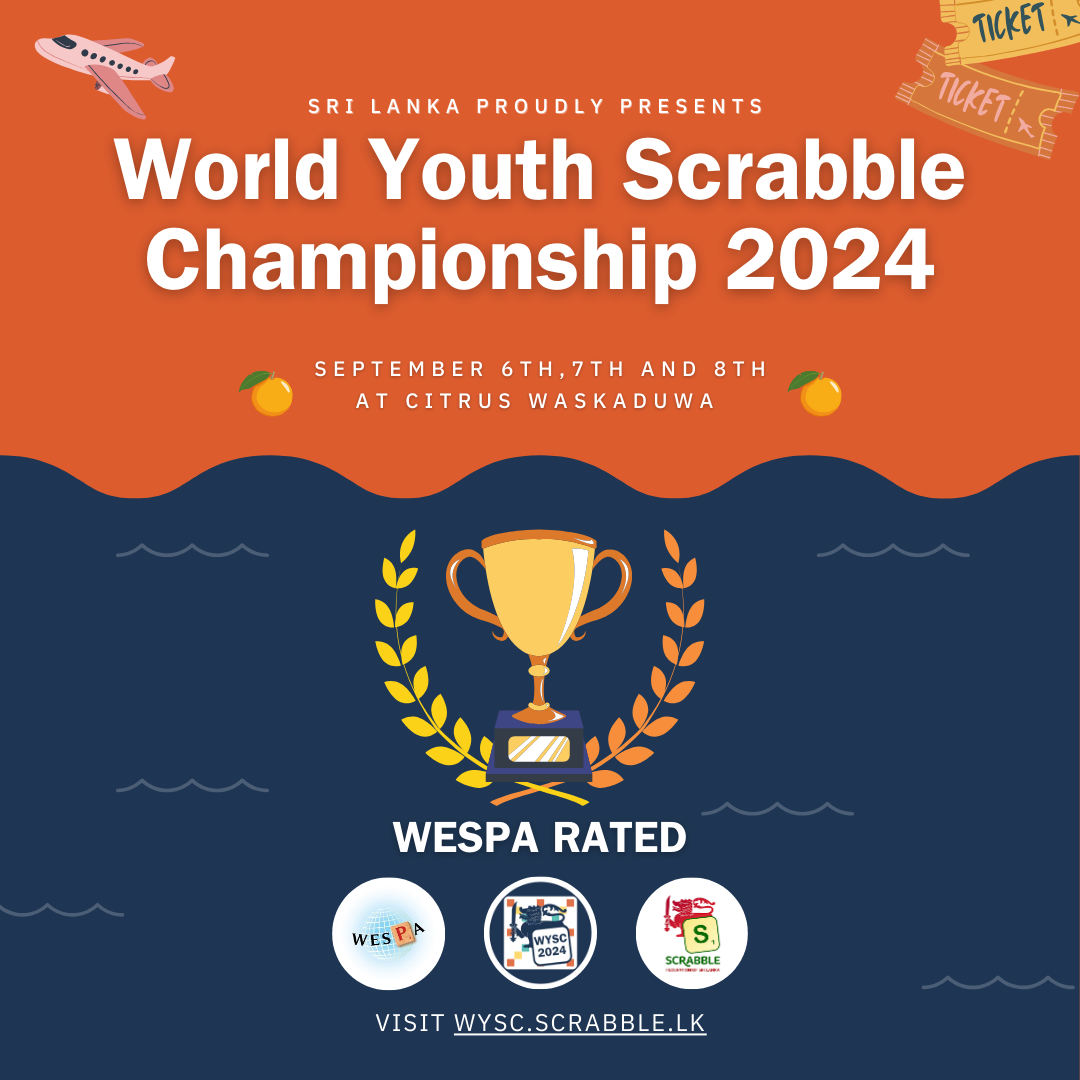 TICKET
TICKET
SRI LANKA PROUDLY PRESENTS
World Youth Scrabble
Championship 2024
SEPTEMBER 6TH,7TH AND 8TH
AT CITRUS WASKADUWA
WESPA RATED
WESPA
WYSC
2024
S
1
SCRABBLE
VISIT WYSC.SCRABBLE.LK